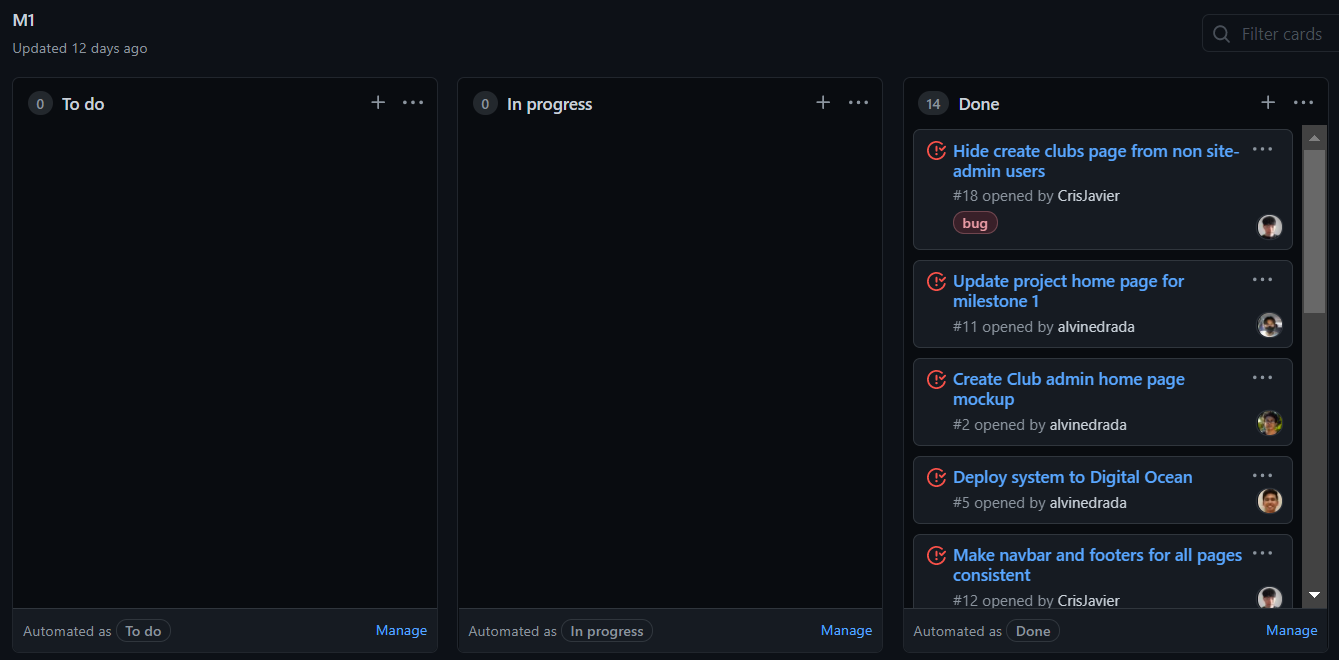 M1
Updated 12 days ago
Filter cards
0 To do
0 In progress
14 Done
Hide create clubs page from non site-
admin users
#18 opened by CrisJavier
bug
Update project home page for
milestone 1
#11 opened by alvinedrada
Create Club admin home page
mockup
#2 opened by alvinedrada
Deploy system to Digital Ocean
#5 opened by alvinedrada
Make navbar and footers for all pages
consistent
#12 opened by CrisJavier
Automated as To do Manage
Automated as In progress Manage
Automated as Done Manage